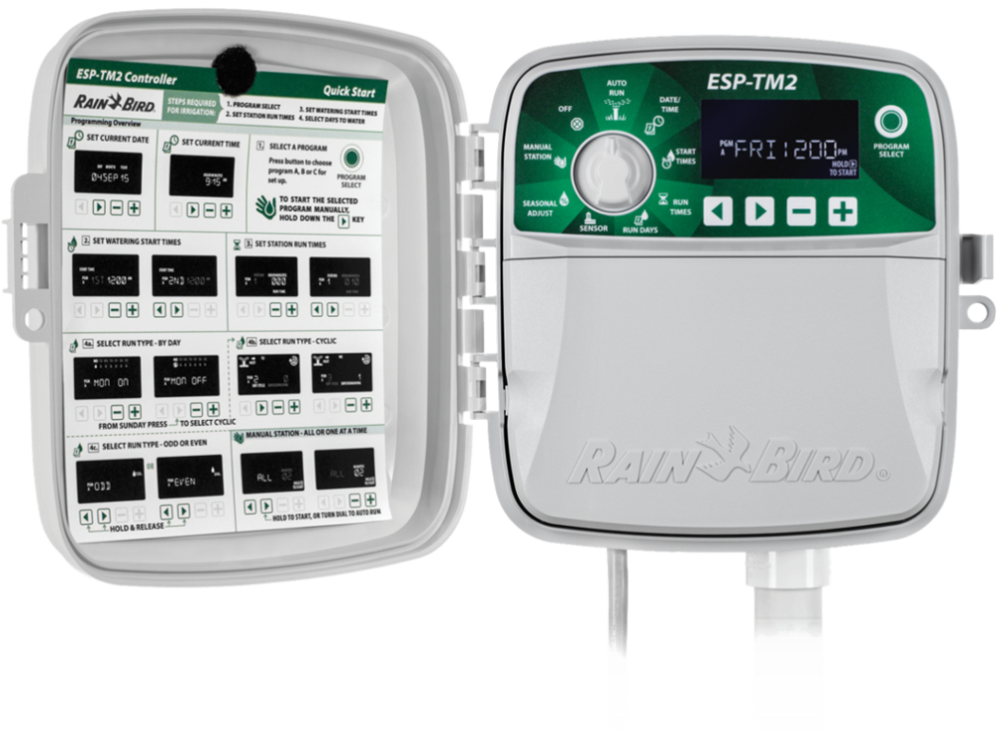 ESP-TM2 Controller
Quick Start
RAIN BIRD
STEPS REQUIRED
FOR IRRIGATION:
1. PROGRAM SELECT
2. SET STATION RUN TIMES
3. SET WATERING START TIMES
4. SELECT DAYS TO WATER
Programming Overview
SET CURRENT DATE
04SEP 15
SET CURRENT TIME
9:15
1. SELECT A PROGRAM
Press button to choose
program A, B or C for
set up.
PROGRAM
SELECT
TO START THE SELECTED
PROGRAM MANUALLY,
HOLD DOWN THE KEY
2. SET WATERING START TIMES
1ST 1200
2ND 1200
3. SET STATION RUN TIMES
1 000
1 0:10
4a. SELECT RUN TYPE - BY DAY
MON ON
MON OFF
FROM SUNDAY PRESS TO SELECT CYCLIC
4b. SELECT RUN TYPE - CYCLIC
4c. SELECT RUN TYPE - ODD OR EVEN
ODD
OR
EVEN
HOLD & RELEASE
MANUAL STATION - ALL OR ONE AT A TIME
ALL 02
ALL 02
HOLD TO START, OR TURN DIAL TO AUTO RUN
ESP-TM2
AUTO
RUN
DATE/
TIME
START
TIMES
RUN
TIMES
RUN DAYS
SENSOR
SEASONAL
ADJUST
MANUAL
STATION
OFF
PGM
A
FRI 1:200 PM
HOLD
TO START
PROGRAM
SELECT
RAIN BIRD®